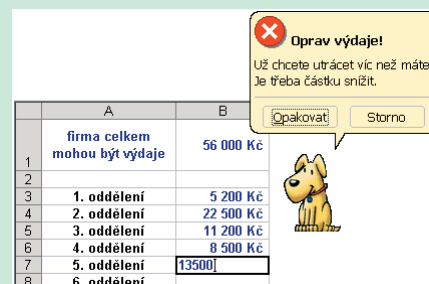 Oprav výdaje!
Už chcete utrácet víc než máte
Je třeba částku snížit.
Opakovat Storno
A B
firma celkem
mohou být výdaje
1 56 000 Kč
2
3 1. oddělení 5 200 Kč
4 2. oddělení 22 500 Kč
5 3. oddělení 11 200 Kč
6 4. oddělení 8 500 Kč
7 5. oddělení 13500
8 6. oddělení